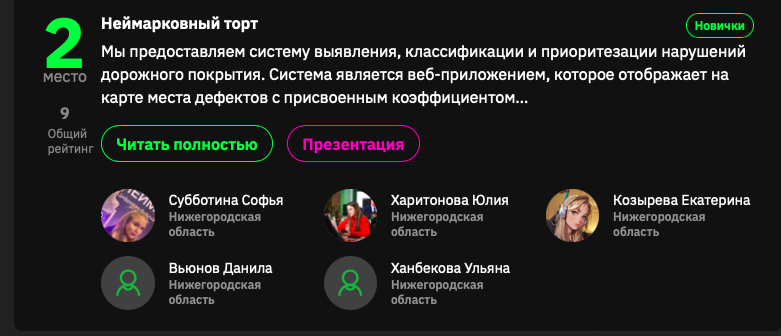 2
место
9
Общий
рейтинг
Неймарковный торт
Новички
Мы предоставляем систему выявления, классификации и приоритезации нарушений
дорожного покрытия. Система является веб-приложением, которое отображает на
карте места дефектов с присвоенным коэффициентом...
Читать полностью
Презентация
Субботина Софья
Нижегородская
область
Харитонова Юлия
Нижегородская
область
Козырева Екатерина
Нижегородская
область
Вьюнов Данила
Нижегородская
область
Ханбекова Ульяна
Нижегородская
область